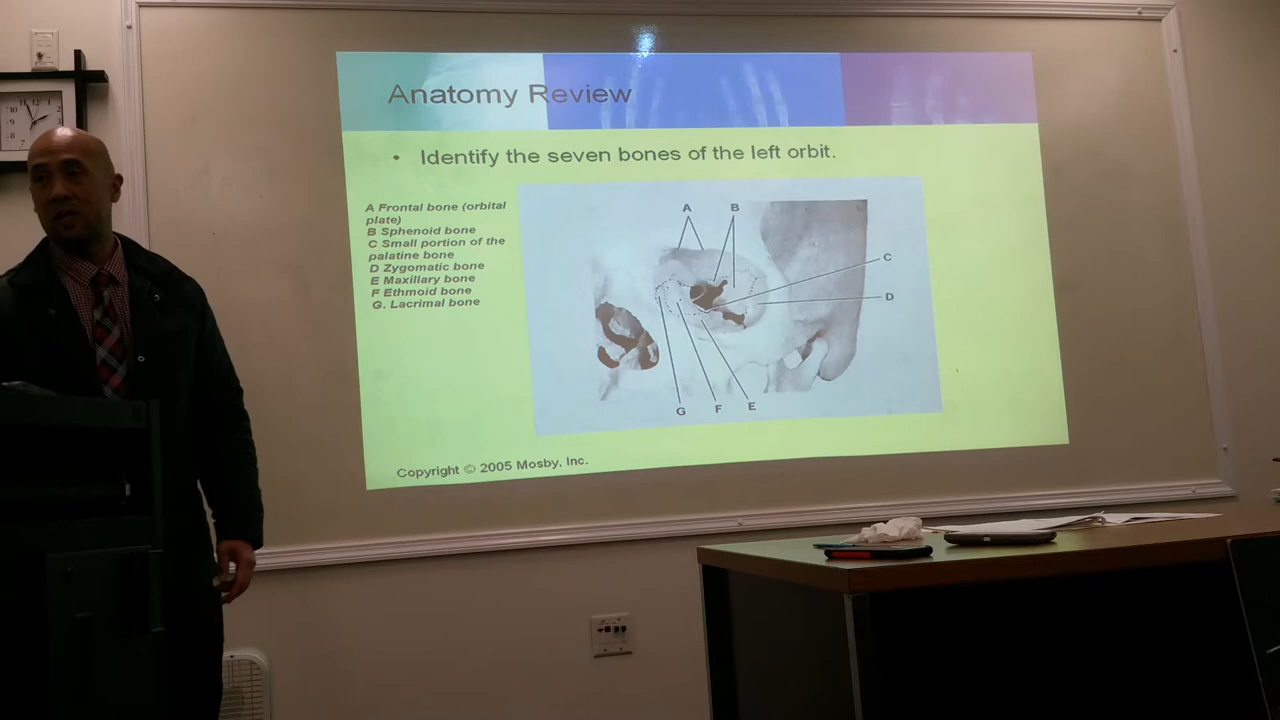 Anatomy Review
• Identify the seven bones of the left orbit.
A Frontal bone (orbital
plate)
B Sphenoid bone
C Small portion of the
palatine bone
D Zygomatic bone
E Maxillary bone
F Ethmoid bone
G. Lacrimal bone
A B
C
D
G F E
Copyright © 2005 Mosby, Inc.